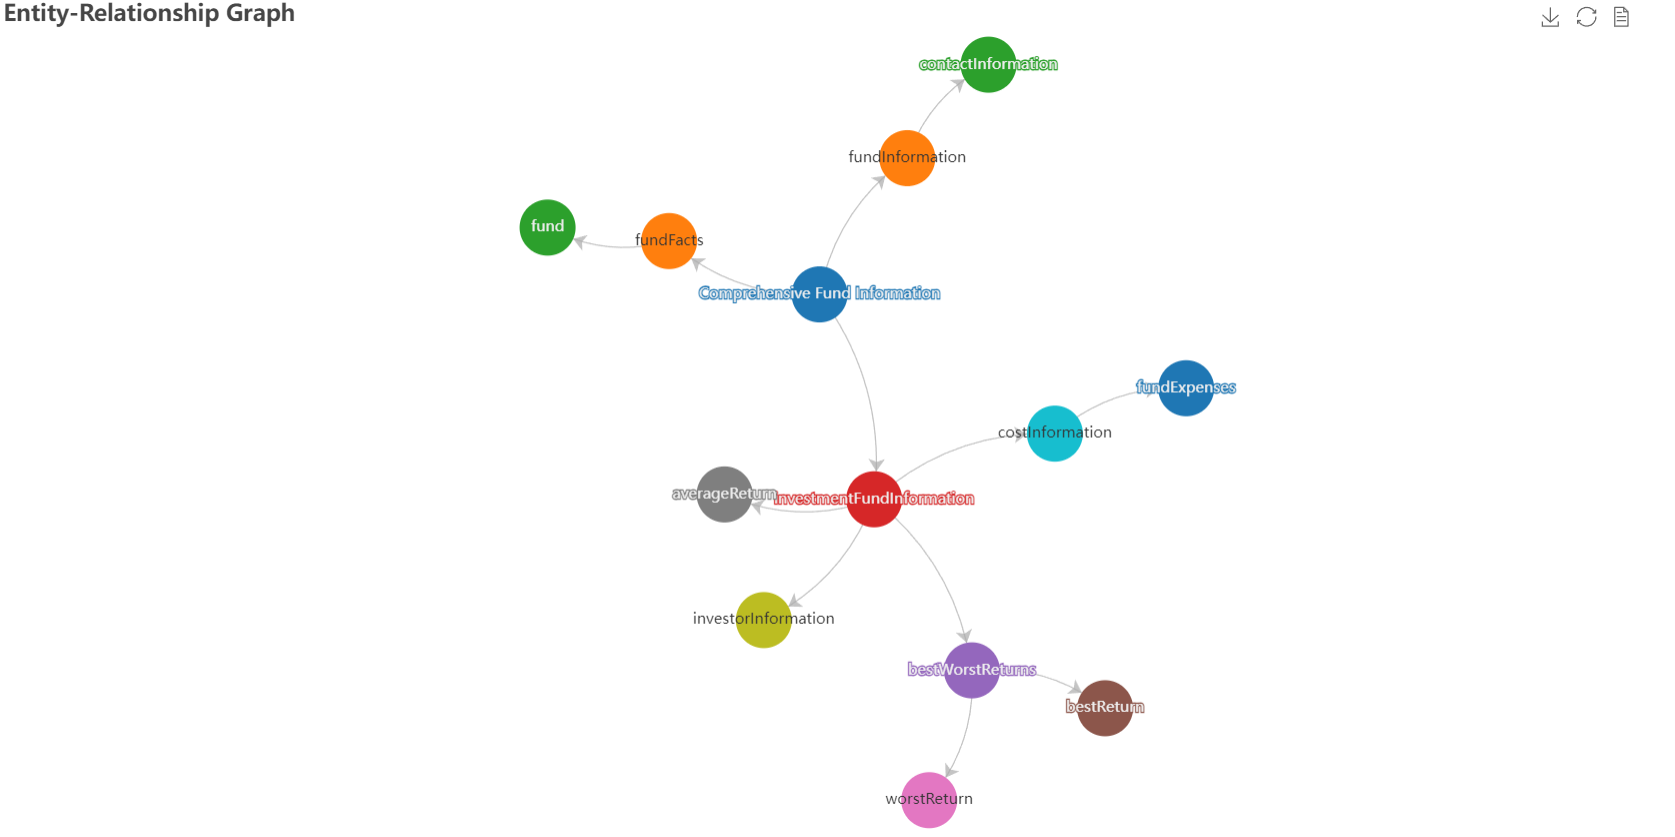 Entity-Relationship Graph
contactInformation
fundInformation
fund
fundFacts
Comprehensive Fund Information
fundExpenses
costInformation
averageReturn
investmentFundInformation
investorInformation
bestWorstReturns
bestReturn
worstReturn